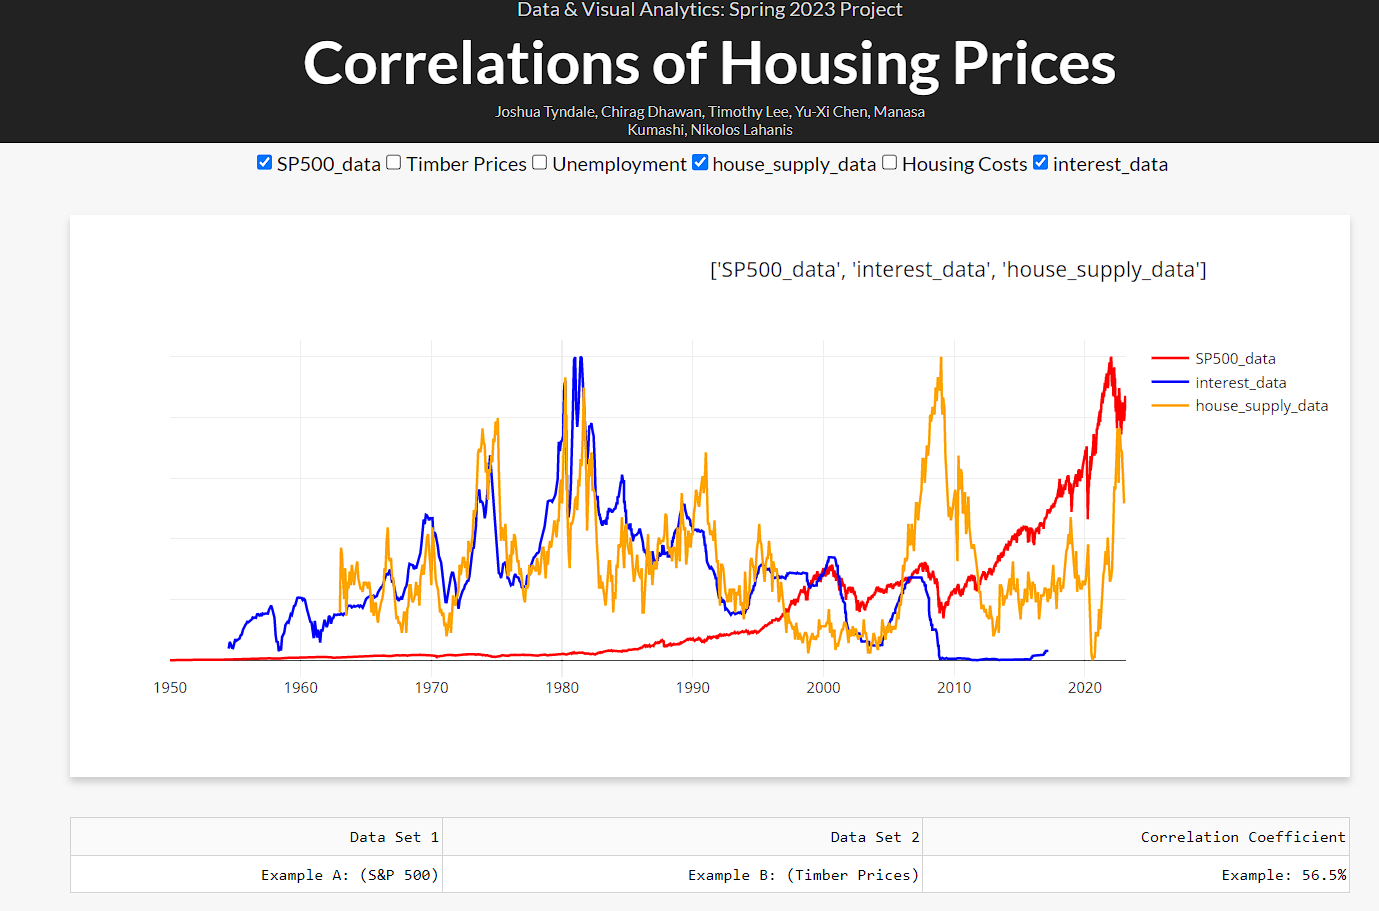 Data & Visual Analytics: Spring 2023 Project
Correlations of Housing Prices
Joshua Tyndale, Chirag Dhawan, Timothy Lee, Yu-Xi Chen, Manasa
Kumashi, Nikolos Lahanis
SP500_data Timber Prices Unemployment house_supply_data Housing Costs interest_data
['SP500_data', 'interest_data', 'house_supply_data']
SP500_data
interest_data
house_supply_data
1950 1960 1970 1980 1990 2000 2010 2020
Data Set 1 Data Set 2 Correlation Coefficient
Example A: (S&P 500) Example B: (Timber Prices) Example: 56.5%